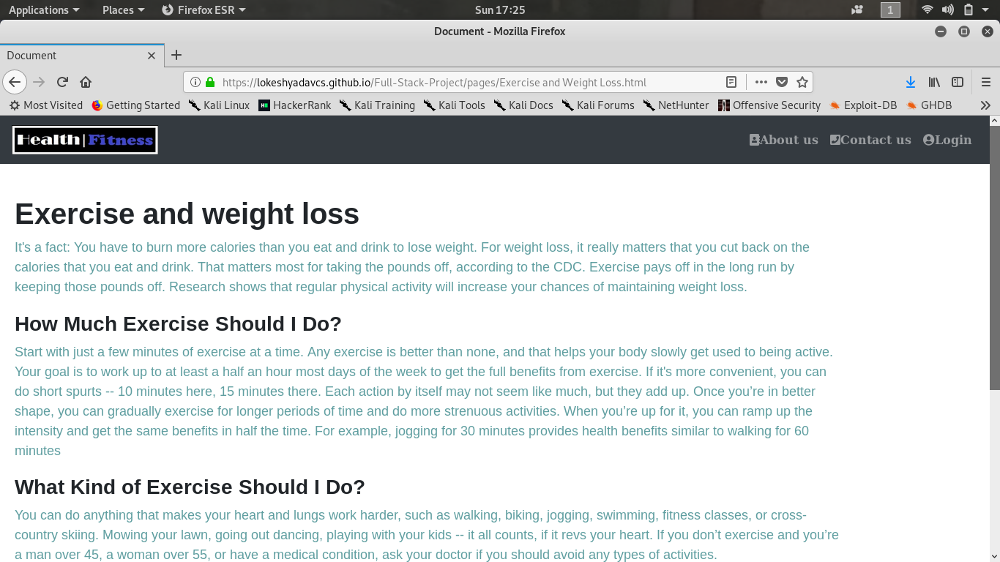 Applications Places Firefox ESR Sun 17:25 1
Document - Mozilla Firefox
Document
https://lokeshyadavcs.github.io/Full-Stack-Project/pages/Exercise and Weight Loss.html
Most Visited Getting Started Kali Linux HackerRank Kali Training Kali Tools Kali Docs Kali Forums NetHunter Offensive Security Exploit-DB GHDB
Health|Fitness About us Contact us Login
Exercise and weight loss
It's a fact: You have to burn more calories than you eat and drink to lose weight. For weight loss, it really matters that you cut back on the
calories that you eat and drink. That matters most for taking the pounds off, according to the CDC. Exercise pays off in the long run by
keeping those pounds off. Research shows that regular physical activity will increase your chances of maintaining weight loss.
How Much Exercise Should I Do?
Start with just a few minutes of exercise at a time. Any exercise is better than none, and that helps your body slowly get used to being active.
Your goal is to work up to at least a half an hour most days of the week to get the full benefits from exercise. If it's more convenient, you can
do short spurts -- 10 minutes here, 15 minutes there. Each action by itself may not seem like much, but they add up. Once you’re in better
shape, you can gradually exercise for longer periods of time and do more strenuous activities. When you’re up for it, you can ramp up the
intensity and get the same benefits in half the time. For example, jogging for 30 minutes provides health benefits similar to walking for 60
minutes
What Kind of Exercise Should I Do?
You can do anything that makes your heart and lungs work harder, such as walking, biking, jogging, swimming, fitness classes, or cross-
country skiing. Mowing your lawn, going out dancing, playing with your kids -- it all counts, if it revs your heart. If you don’t exercise and you’re
a man over 45, a woman over 55, or have a medical condition, ask your doctor if you should avoid any types of activities.